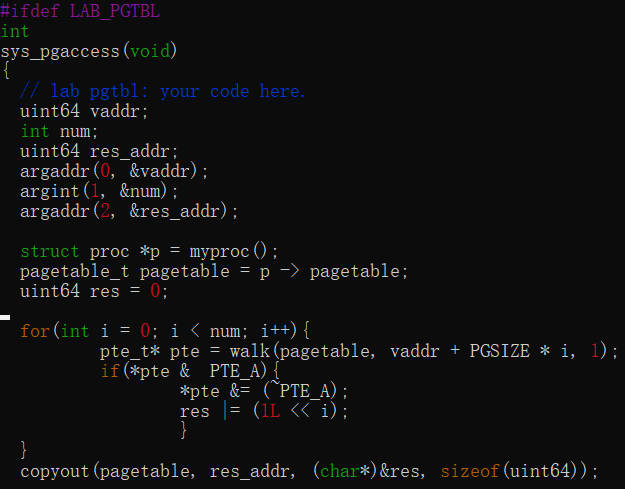 #ifdef LAB_PGTBL
int
sys_pgaccess(void)
{
  // lab pgtbl: your code here.
  uint64 vaddr;
  int num;
  uint64 res_addr;
  argaddr(0, &vaddr);
  argint(1, &num);
  argaddr(2, &res_addr);

  struct proc *p = myproc();
  pagetable_t pagetable = p -> pagetable;
  uint64 res = 0;

  for(int i = 0; i < num; i++){
          pte_t* pte = walk(pagetable, vaddr + PGSIZE * i, 1);
          if(*pte &  PTE_A){
                  *pte &= (~PTE_A);
                  res |= (1L << i);
                  }
  }
  copyout(pagetable, res_addr, (char*)&res, sizeof(uint64));